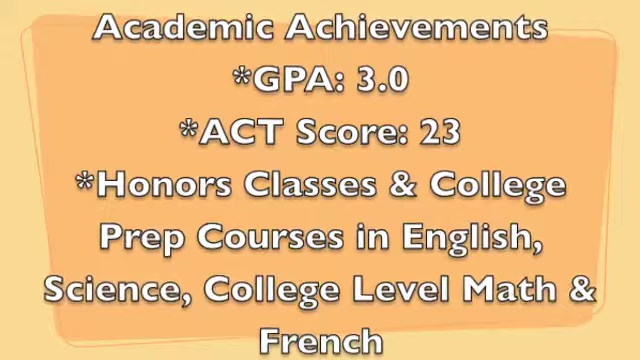 Academic Achievements
*GPA: 3.0
*ACT Score: 23
*Honors Classes & College
Prep Courses in English,
Science, College Level Math &
French